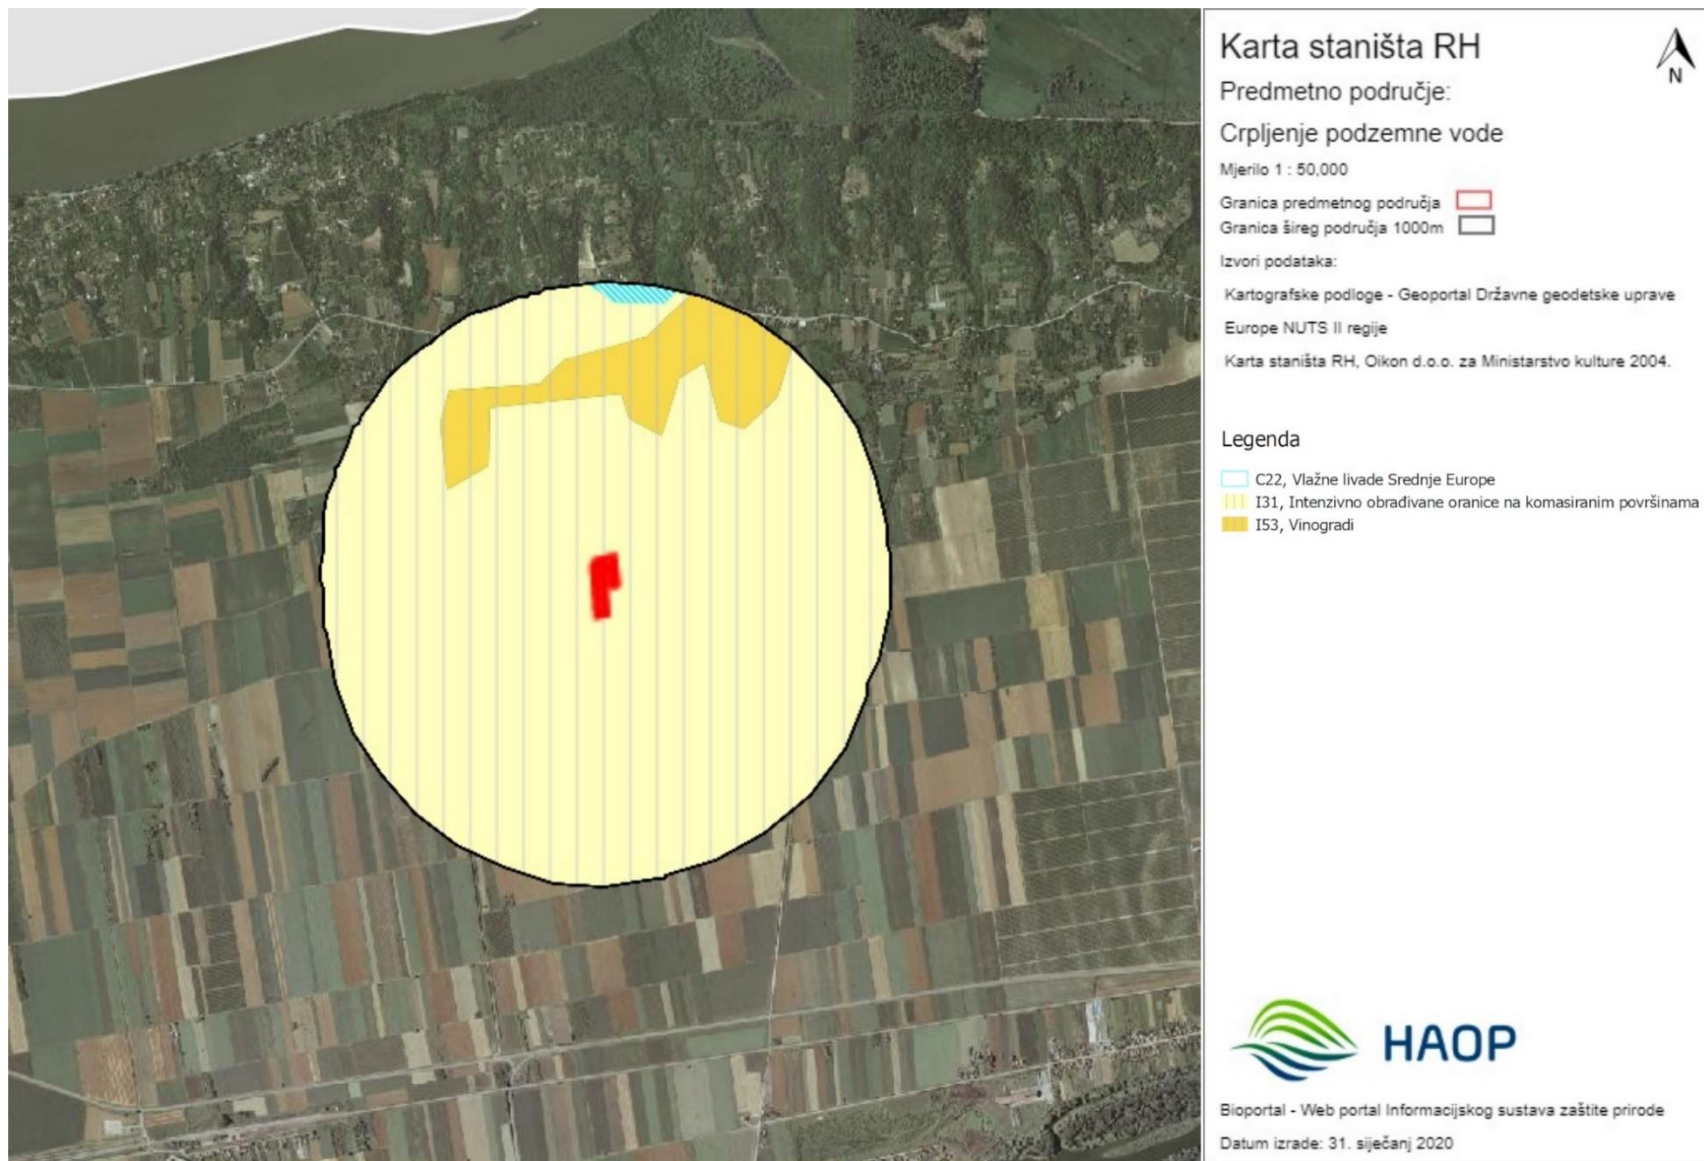 Karta staništa RH
N
Predmetno područje:
Crpljenje podzemne vode
Mjerilo 1 : 50,000
Granica predmetnog područja
Granica šireg područja 1000m
Izvori podataka:
Kartografske podloge - Geoportal Državne geodetske uprave
Europe NUTS II regije
Karta staništa RH, Oikon d.o.o. za Ministarstvo kulture 2004.
Legenda
C22, Vlažne livade Srednje Europe
I31, Intenzivno obrađivane oranice na komasiranim površinama
I53, Vinogradi
HAOP
Bioportal - Web portal Informacijskog sustava zaštite prirode
Datum izrade: 31. siječanj 2020